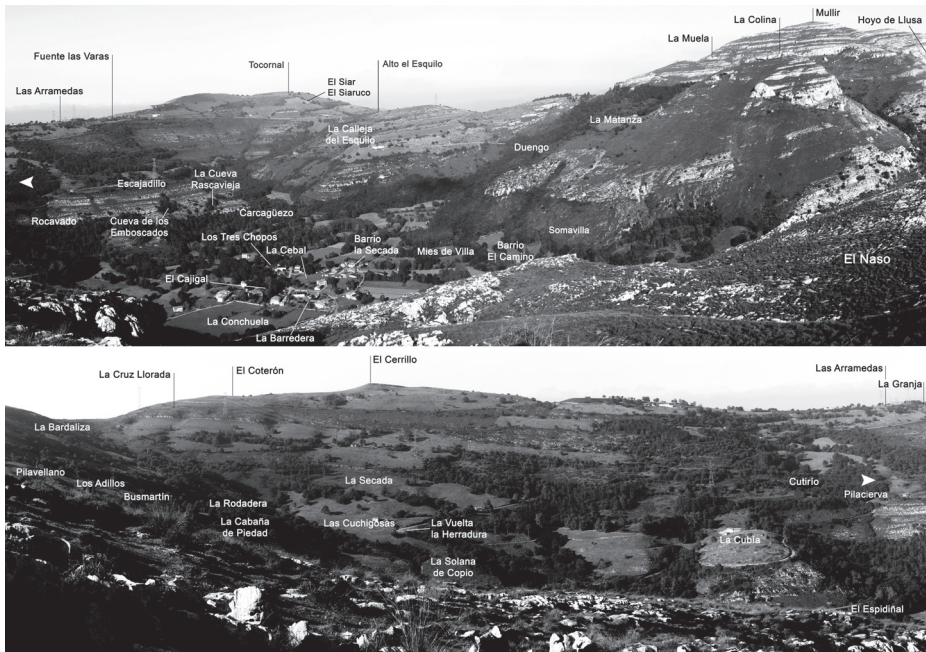 Mullir
La Colina
Hoyo de Llusa
La Muela
Fuente las Varas
Tocornal
Alto el Esquilo
El Siar
El Siaruco
Las Arramedas
La Matanza
La Calleja
del Esquilo
Duengo
La Cueva
Rascavieja
Escajadillo
Carcagüezo
Rocavado
Cueva de los
Emboscados
Somavilla
Los Tres Chopos
La Cebal
Barrio
la Secada
Mies de Villa
Barrio
El Camino
El Naso
El Cajigal
La Conchuela
La Barredera
El Cerrillo
La Cruz Llorada
El Coterón
Las Arramedas
La Granja
La Bardaliza
Pilavellano
Los Adillos
Busmartín
La Secada
Cutirío
Pilacierva
La Rodadera
La Cabaña
de Piedad
Las Cuchigosas
La Vuelta
la Herradura
La Cubía
La Solana
de Copio
El Espidiñal